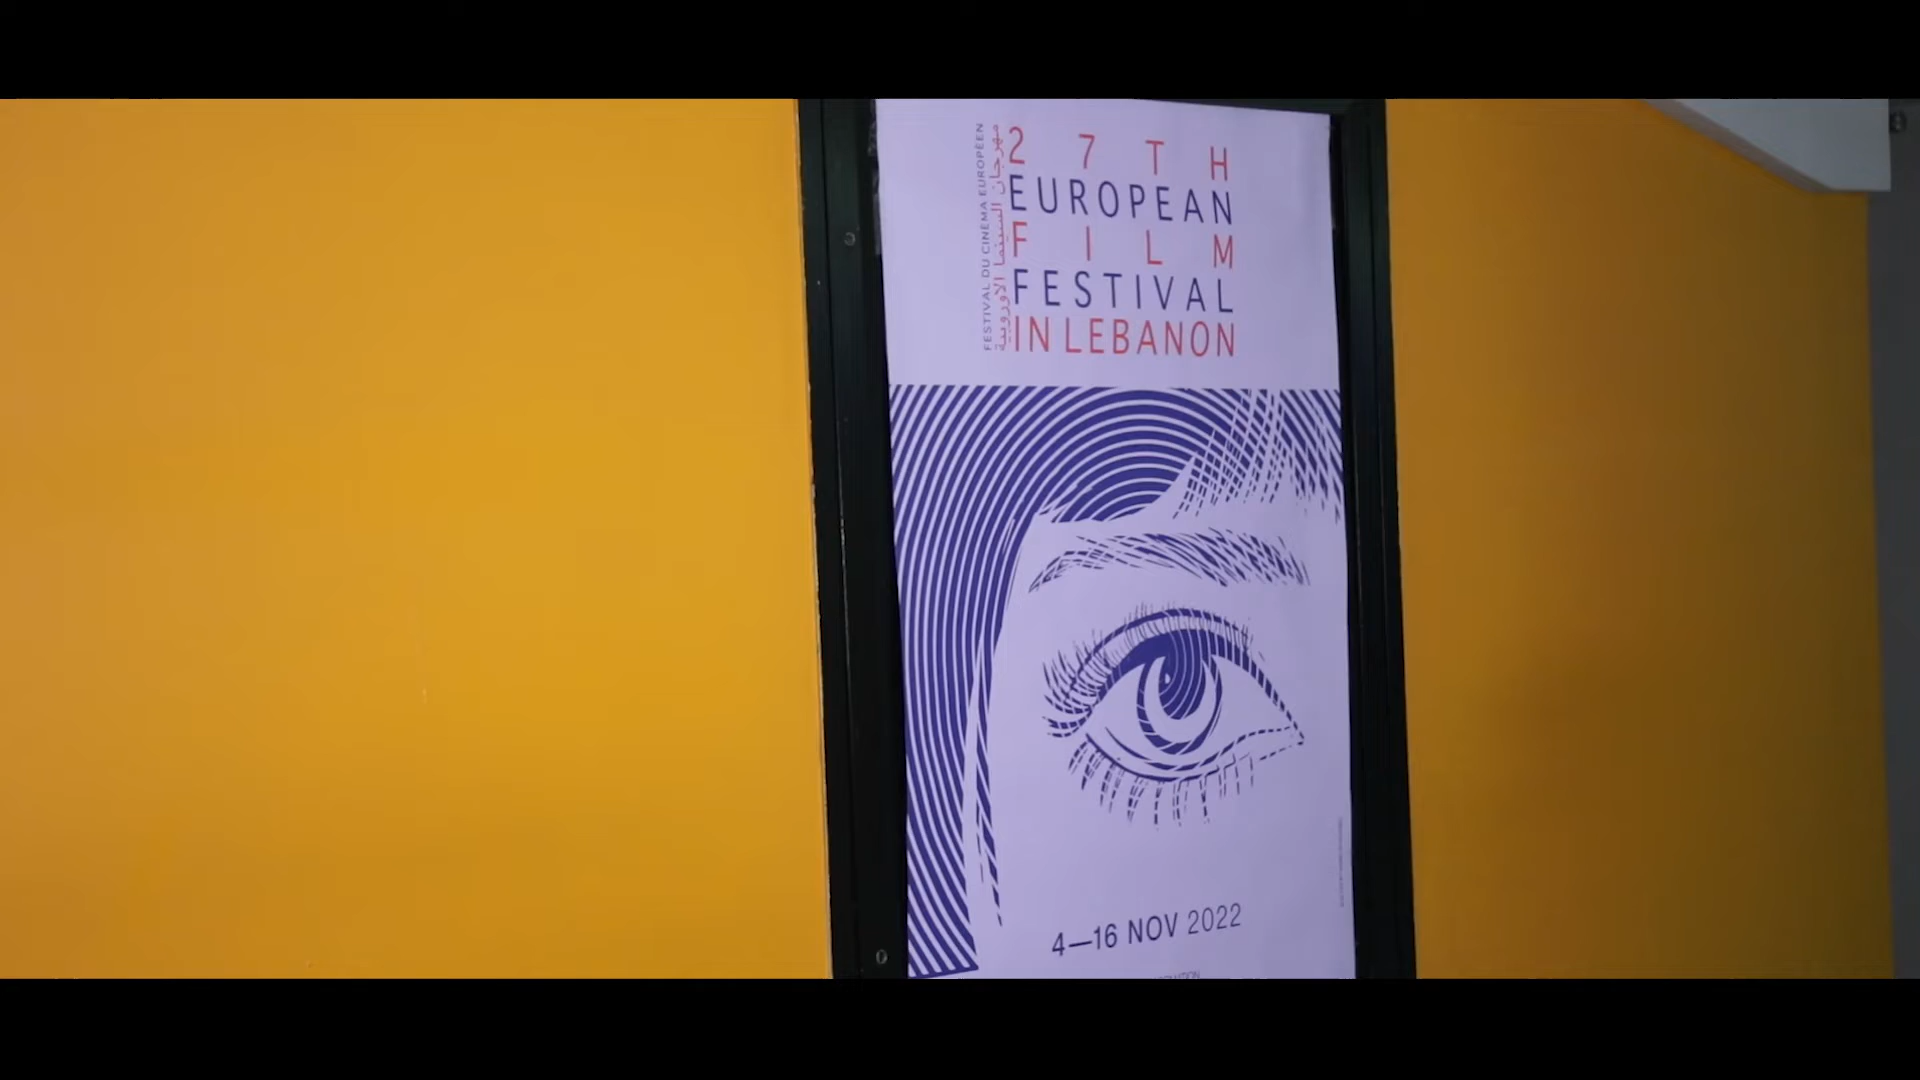 27TH
EUROPEAN
FILM
FESTIVAL
IN LEBANON
FESTIVAL DU CINÉMA EUROPÉEN
مهرجان السينما الأوروبية
4—16 NOV 2022